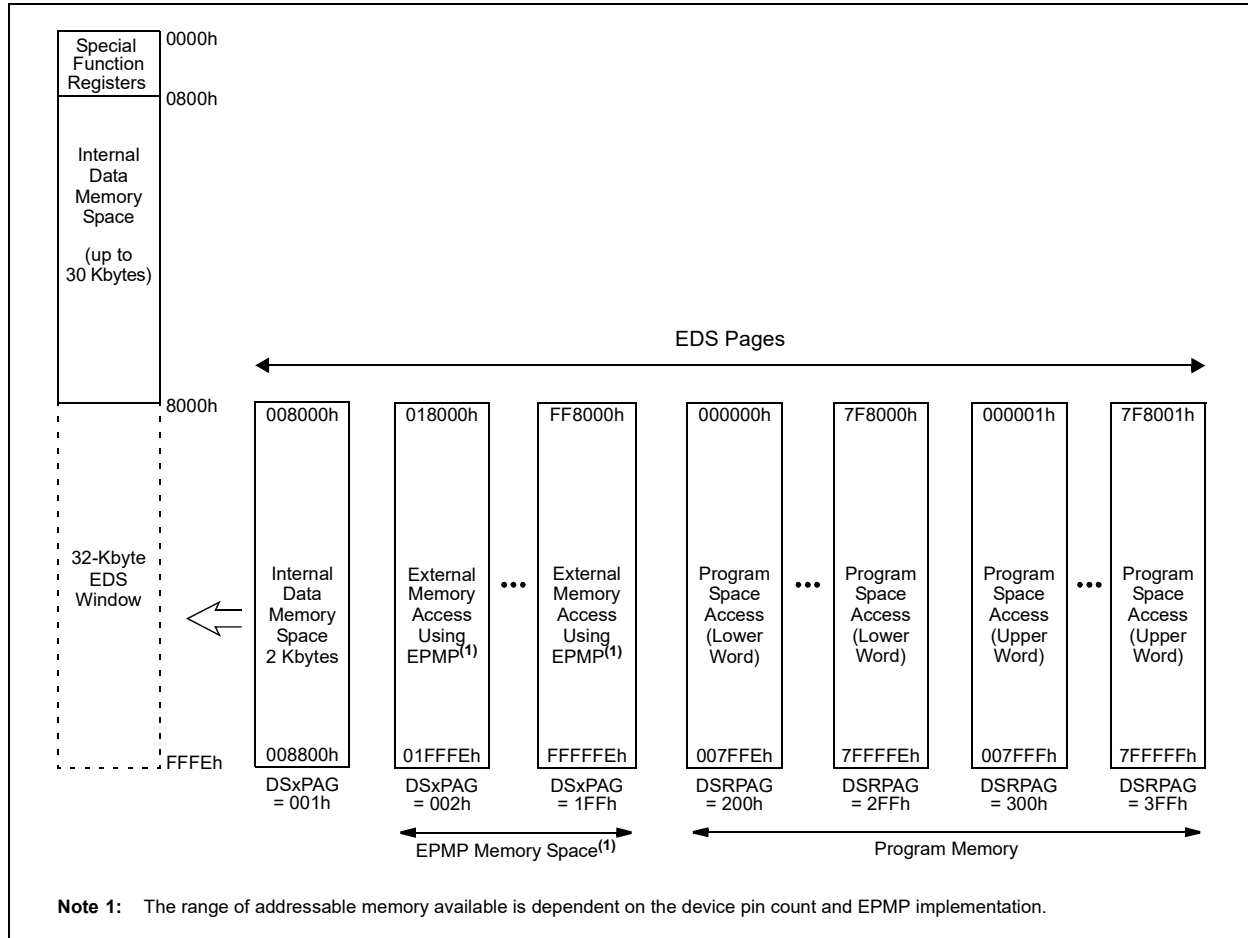 Special
Function
Registers
0000h
0800h
Internal
Data
Memory
Space
(up to
30 Kbytes)
EDS Pages
8000h
32-Kbyte
EDS
Window
FFFEh
008000h
Internal
Data
Memory
Space
2 Kbytes
008800h
DSxPAG
= 001h
018000h
External
Memory
Access
Using
EPMP(1)
01FFFEh
DSxPAG
= 002h
•••
FF8000h
External
Memory
Access
Using
EPMP(1)
FFFFFEh
DSxPAG
= 1FFh
000000h
Program
Space
Access
(Lower
Word)
007FFEh
DSRPAG
= 200h
•••
7F8000h
Program
Space
Access
(Lower
Word)
7FFFFEh
DSRPAG
= 2FFh
000001h
Program
Space
Access
(Upper
Word)
007FFFh
DSRPAG
= 300h
•••
7F8001h
Program
Space
Access
(Upper
Word)
7FFFFFh
DSRPAG
= 3FFh
EPMP Memory Space(1)
Program Memory
Note 1: The range of addressable memory available is dependent on the device pin count and EPMP implementation.